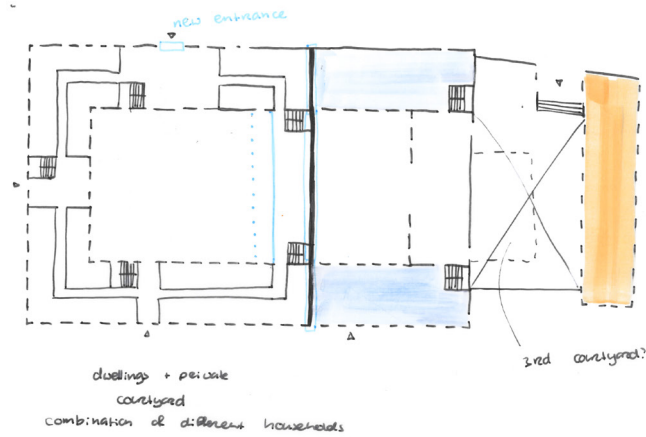 new entrance
3rd courtyard?
dwellings + private
courtyard
combination of different households